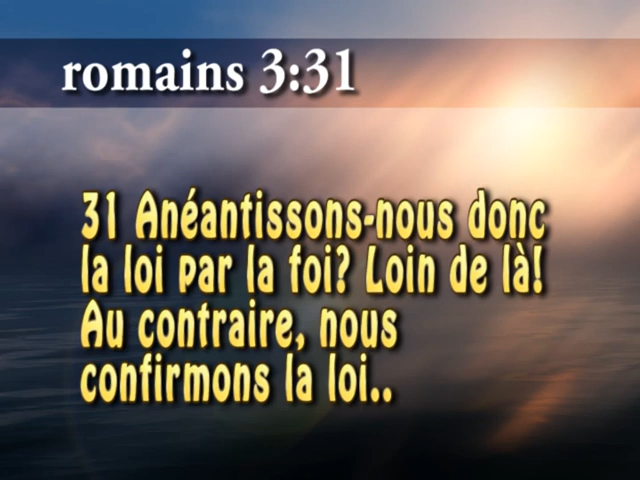 romains 3:31
31 Anéantissons-nous donc
la loi par la foi? Loin de là!
Au contraire, nous
confirmons la loi..